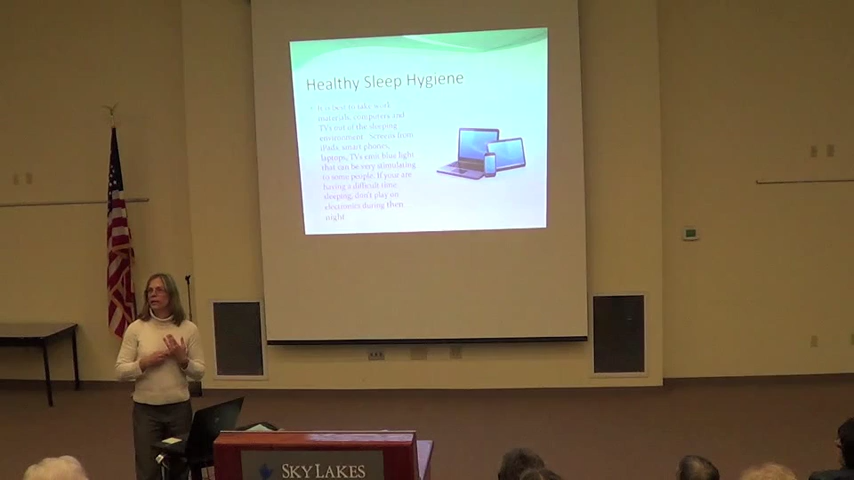 Healthy Sleep Hygiene
It is best to take work
materials, computers and
TVs out of the sleeping
environment. Screens from
iPads, smart phones,
laptops, TVs emit blue light
that can be very stimulating
to some people. If your are
having a difficult time
sleeping, don't play on
electronics during then
night
SKY LAKES